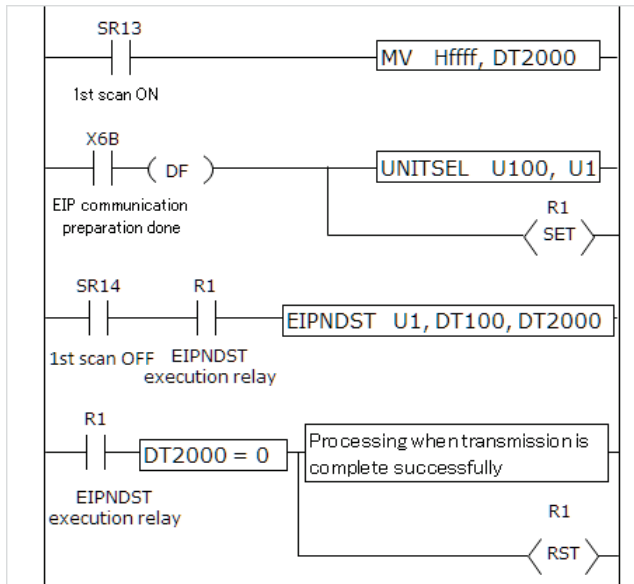 SR13
MV Hffff, DT2000
1st scan ON
X6B
DF
UNITSEL U100, U1
EIP communication
preparation done
R1
SET
SR14 R1
EIPNDST U1, DT100, DT2000
1st scan OFF EIPNDST
execution relay
R1
DT2000 = 0
Processing when transmission is
complete successfully
EIPNDST
execution relay
R1
RST